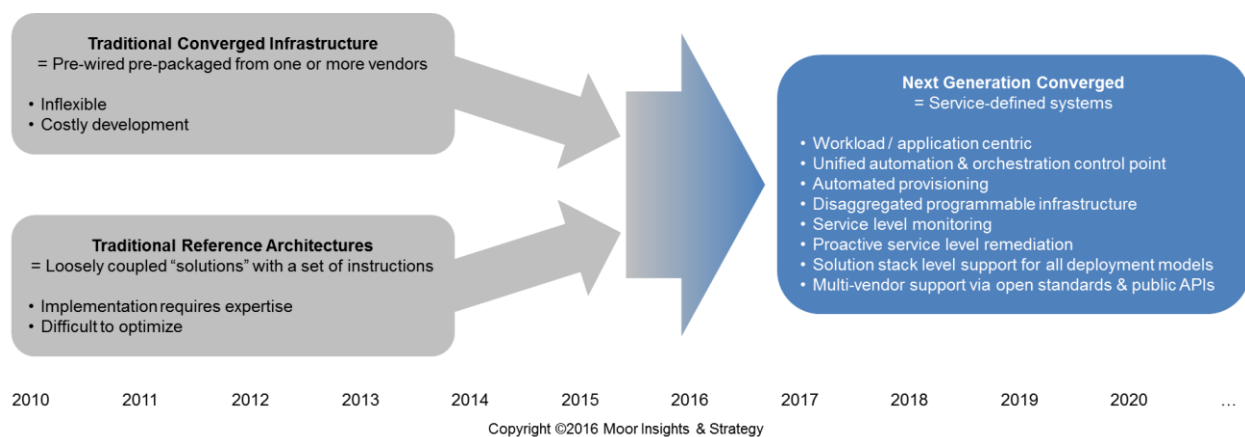 Traditional Converged Infrastructure
= Pre-wired pre-packaged from one or more vendors
• Inflexible
• Costly development
Traditional Reference Architectures
= Loosely coupled “solutions” with a set of instructions
• Implementation requires expertise
• Difficult to optimize
Next Generation Converged
= Service-defined systems
• Workload / application centric
• Unified automation & orchestration control point
• Automated provisioning
• Disaggregated programmable infrastructure
• Service level monitoring
• Proactive service level remediation
• Solution stack level support for all deployment models
• Multi-vendor support via open standards & public APIs
2010 2011 2012 2013 2014 2015 2016 2017 2018 2019 2020 ...
Copyright ©2016 Moor Insights & Strategy